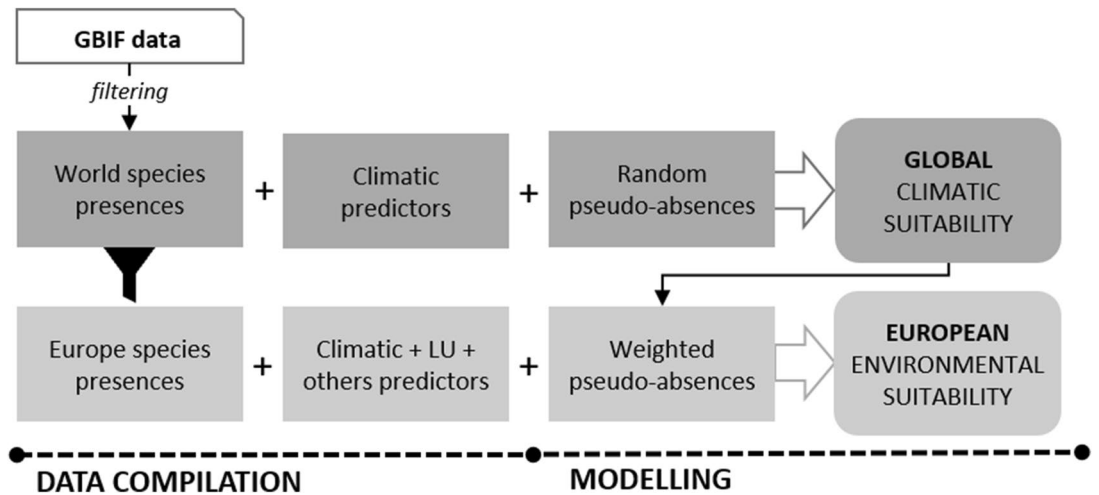 GBIF data
filtering
World species
presences
+
Climatic
predictors
+
Random
pseudo-absences
GLOBAL
CLIMATIC
SUITABILITY
Europe species
presences
+
Climatic + LU +
others predictors
+
Weighted
pseudo-absences
EUROPEAN
ENVIRONMENTAL
SUITABILITY
DATA COMPILATION
MODELLING